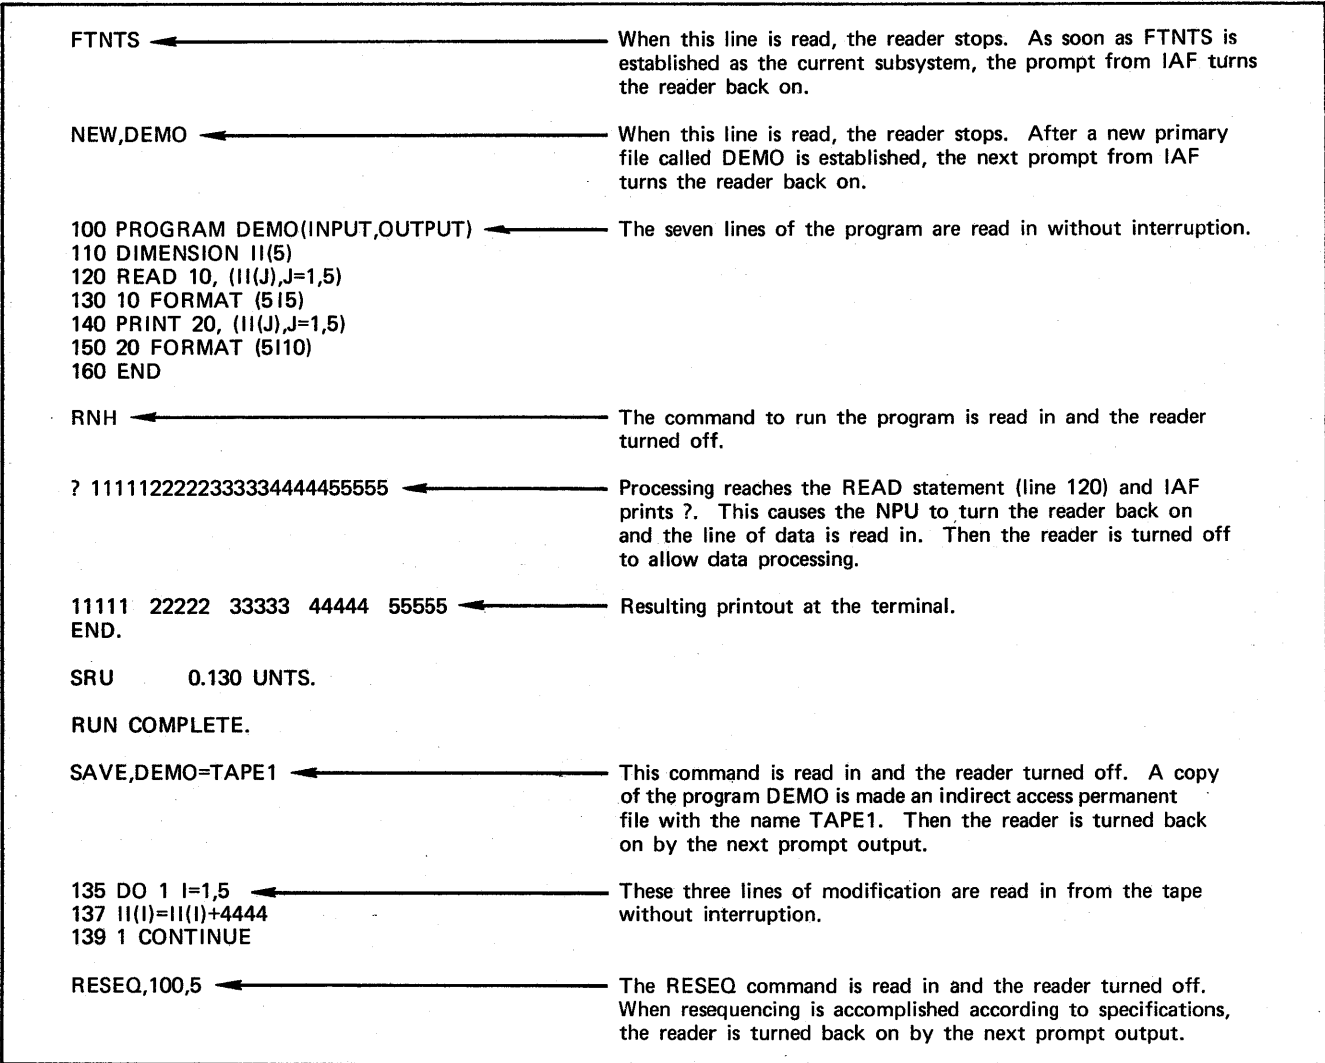 FTNTS When this line is read, the reader stops. As soon as FTNTS is
established as the current subsystem, the prompt from IAF turns
the reader back on.
NEW,DEMO When this line is read, the reader stops. After a new primary
file called DEMO is established, the next prompt from IAF
turns the reader back on.
100 PROGRAM DEMO(INPUT,OUTPUT) The seven lines of the program are read in without interruption.
110 DIMENSION II(5)
120 READ 10, (II(J),J=1,5)
130 10 FORMAT (5I5)
140 PRINT 20, (II(J),J=1,5)
150 20 FORMAT (5I10)
160 END
RNH The command to run the program is read in and the reader
turned off.
? 1111122222333334444455555 Processing reaches the READ statement (line 120) and IAF
prints ?. This causes the NPU to turn the reader back on
and the line of data is read in. Then the reader is turned off
to allow data processing.
11111 22222 33333 44444 55555 Resulting printout at the terminal.
END.
SRU 0.130 UNTS.
RUN COMPLETE.
SAVE,DEMO=TAPE1 This command is read in and the reader turned off. A copy
of the program DEMO is made an indirect access permanent
file with the name TAPE1. Then the reader is turned back
on by the next prompt output.
135 DO 1 I=1,5 These three lines of modification are read in from the tape
137 II(I)=II(I)+4444 without interruption.
139 1 CONTINUE
RESEQ,100,5 The RESEQ command is read in and the reader turned off.
When resequencing is accomplished according to specifications,
the reader is turned back on by the next prompt output.